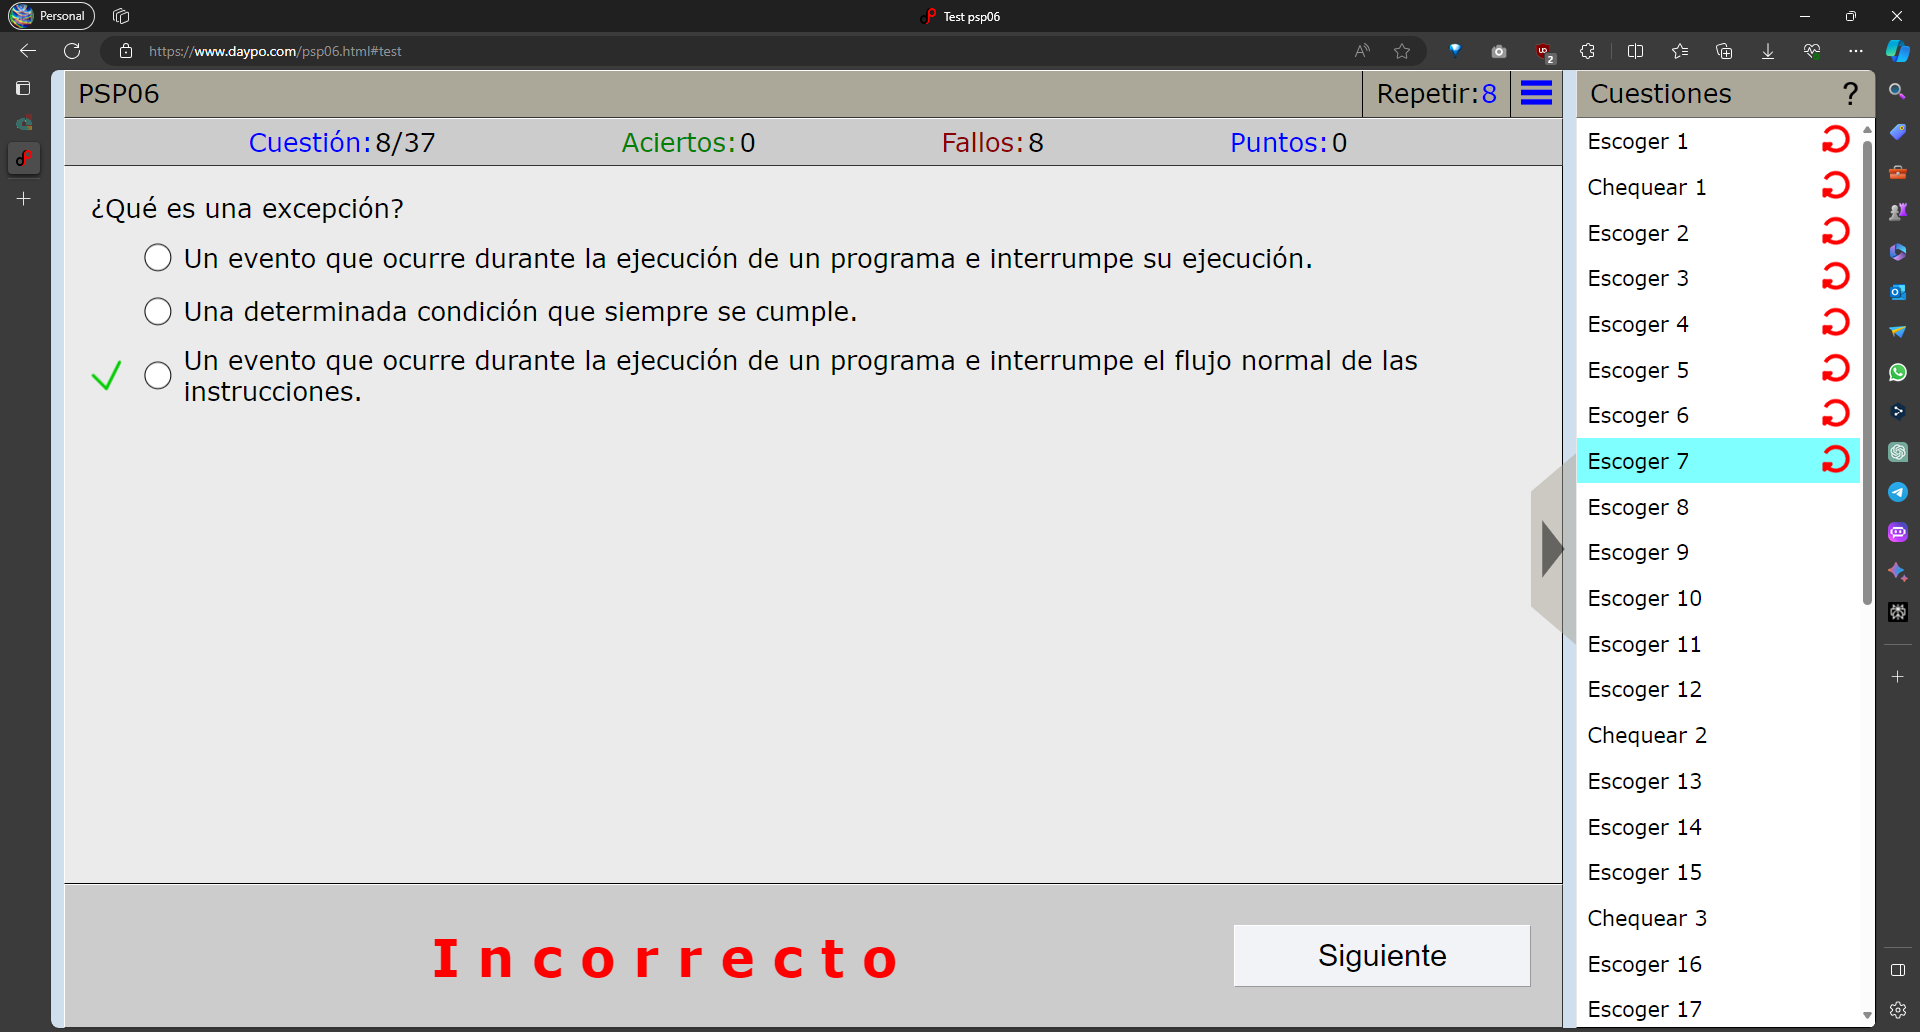 Personal
Test psp06
https://www.daypo.com/psp06.html#test
2
PSP06
Repetir:8
Cuestión:8/37
Aciertos:0
Fallos:8
Puntos:0
¿Qué es una excepción?
Un evento que ocurre durante la ejecución de un programa e interrumpe su ejecución.
Una determinada condición que siempre se cumple.
Un evento que ocurre durante la ejecución de un programa e interrumpe el flujo normal de las
instrucciones.
Incorrecto
Siguiente
Cuestiones
?
Escoger 1
Chequear 1
Escoger 2
Escoger 3
Escoger 4
Escoger 5
Escoger 6
Escoger 7
Escoger 8
Escoger 9
Escoger 10
Escoger 11
Escoger 12
Chequear 2
Escoger 13
Escoger 14
Escoger 15
Chequear 3
Escoger 16
Escoger 17